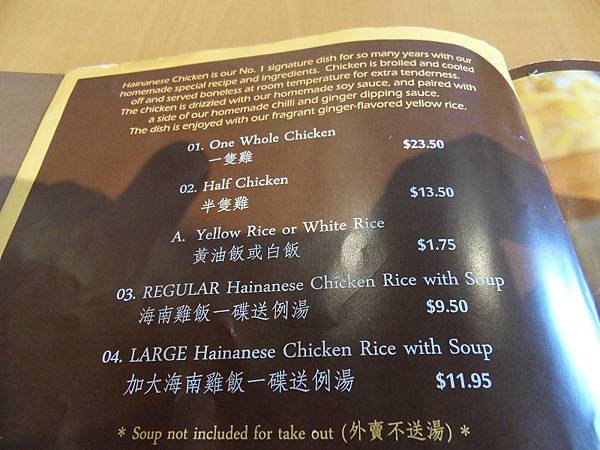 Hainanese Chicken is our No. 1 signature dish for so many years with our
homemade special recipe and ingredients. Chicken is broiled and cooled
off and served boneless at room temperature for extra tenderness.
The chicken is drizzled with our homemade soy sauce, and paired with
a side of our homemade chilli and ginger dipping sauce.
The dish is enjoyed with our fragrant ginger-flavored yellow rice.
01. One Whole Chicken $23.50
一隻雞
02. Half Chicken $13.50
半隻雞
A. Yellow Rice or White Rice
黃油飯或白飯 $1.75
03. REGULAR Hainanese Chicken Rice with Soup
海南雞飯一碟送例湯 $9.50
04. LARGE Hainanese Chicken Rice with Soup
加大海南雞飯一碟送例湯 $11.95
* Soup not included for take out (外賣不送湯) *